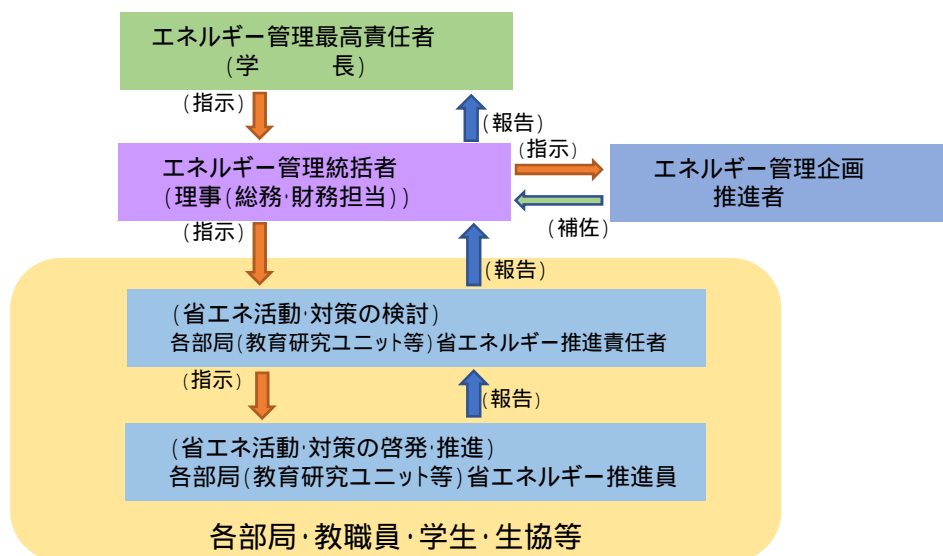 エネルギー管理最高責任者
(学　　　長)
(指示)
(報告)
エネルギー管理統括者
(理事(総務・財務担当))
(指示)
エネルギー管理企画
推進者
(補佐)
(指示)
(報告)
(省エネ活動・対策の検討)
各部局(教育研究ユニット等)省エネルギー推進責任者
(指示)
(報告)
(省エネ活動・対策の啓発・推進)
各部局(教育研究ユニット等)省エネルギー推進員
各部局・教職員・学生・生協等